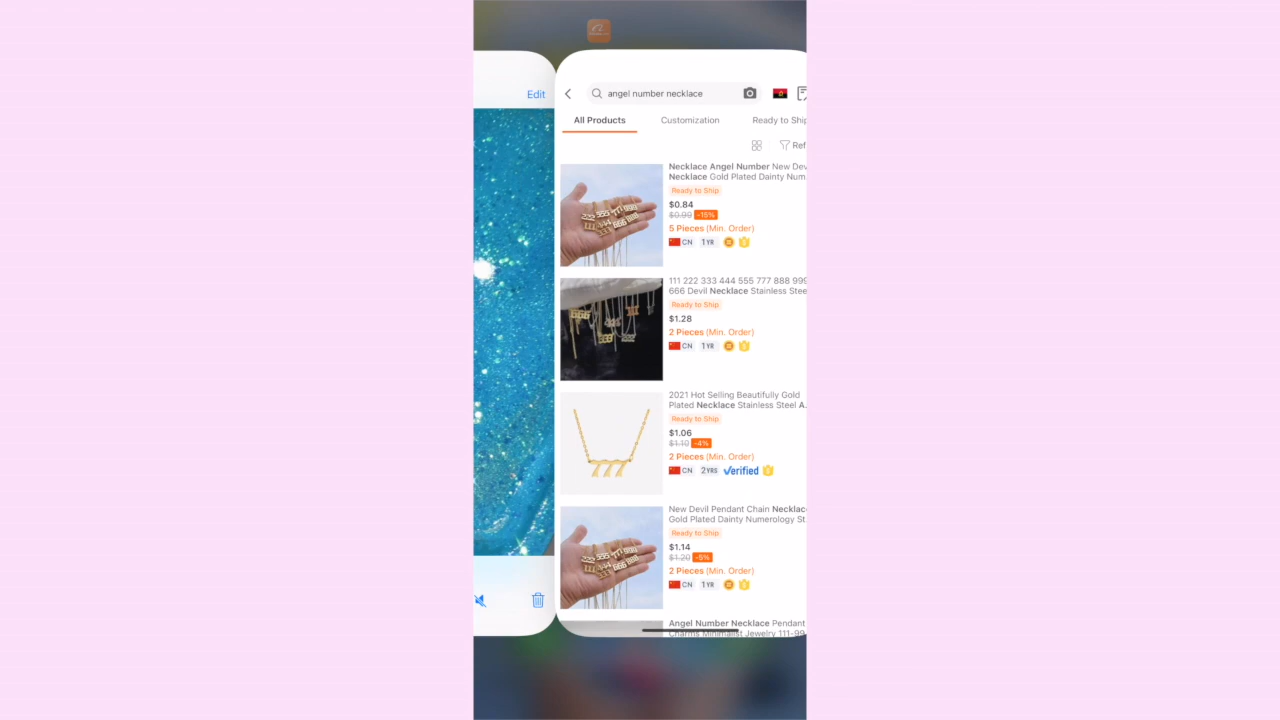 Edit
angel number necklace
All Products Customization Ready to Ship
Ref
Necklace Angel Number New Dev
Necklace Gold Plated Dainty Num
Ready to Ship
$0.84
$0.99 -15%
5 Pieces (Min. Order)
CN 1YR
111 222 333 444 555 777 888 999
666 Devil Necklace Stainless Stee
Ready to Ship
$1.28
2 Pieces (Min. Order)
CN 1YR
2021 Hot Selling Beautifully Gold
Plated Necklace Stainless Steel A..
Ready to Ship
$1.06
$1.10 -4%
2 Pieces (Min. Order)
CN 2YRS Verified
777
New Devil Pendant Chain Necklac
Gold Plated Dainty Numerology St..
Ready to Ship
$1.14
$1.20 -5%
2 Pieces (Min. Order)
CN 1YR
Angel Number Necklace Pendant
Charms Minimalist Jewelry 111-99